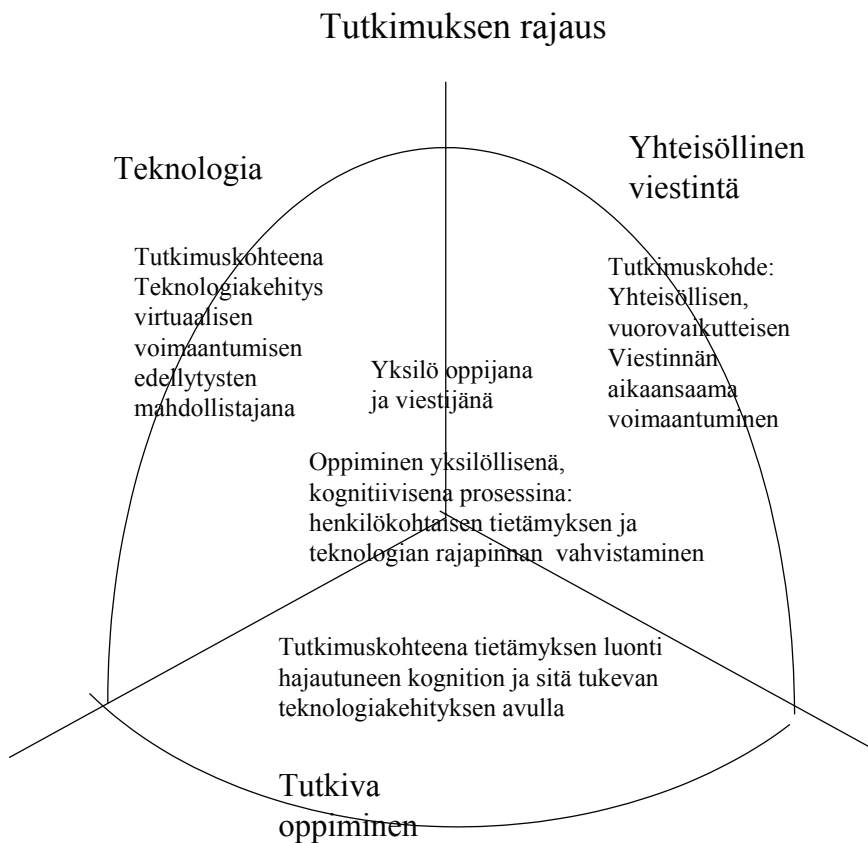 Tutkimuksen rajaus
Teknologia
Yhteisöllinen
viestintä
Tutkimuskohteena
Teknologiakehitys
virtuaalisen
voimaantumisen
edellytysten
mahdollistajana
Tutkimuskohde:
Yhteisöllisen,
vuorovaikutteisen
Viestinnän
aikaansaama
voimaantuminen
Yksilö oppijana
ja viestijänä
Oppiminen yksilöllisenä,
kognitiivisena prosessina:
henkilökohtaisen tietämyksen ja
teknologian rajapinnan vahvistaminen
Tutkimuskohteena tietämyksen luonti
hajautuneen kognition ja sitä tukevan
teknologiakehityksen avulla
Tutkiva
oppiminen